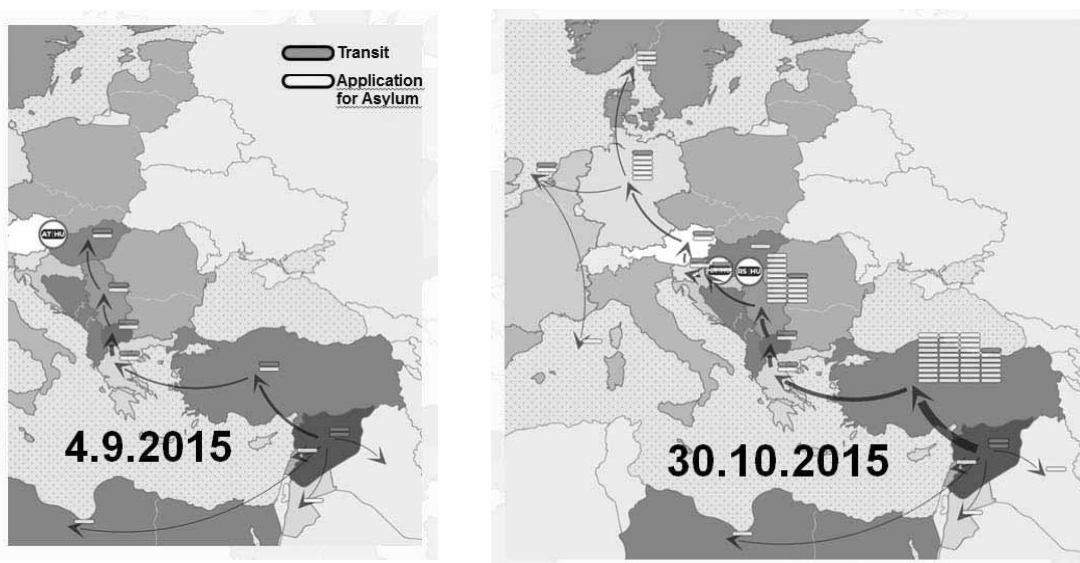 Transit
Application
for Asylum
AT HU
4.9.2015
RS HU
30.10.2015